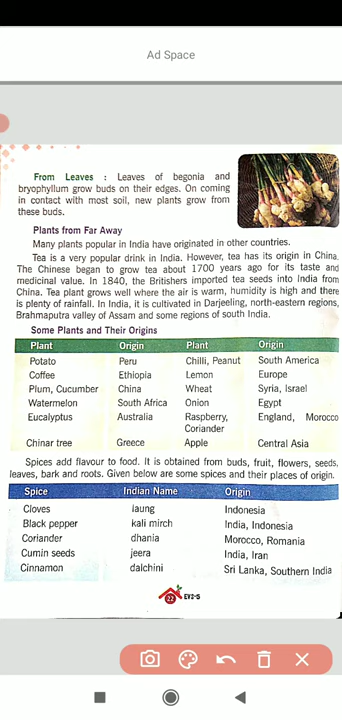 Ad Space
From Leaves : Leaves of begonia and
bryophyllum grow buds on their edges. On coming
in contact with most soil, new plants grow from
these buds.
Plants from Far Away
Many plants popular in India have originated in other countries.
Tea is a very popular drink in India. However, tea has its origin in China.
The Chinese began to grow tea about 1700 years ago for its taste and
medicinal value. In 1840, the Britishers imported tea seeds into India from
China. Tea plant grows well where the air is warm, humidity is high and there
is plenty of rainfall. In India, it is cultivated in Darjeeling, north-eastern regions,
Brahmaputra valley of Assam and some regions of south India.
Some Plants and Their Origins
Plant Origin Plant Origin
Potato Peru Chilli, Peanut South America
Coffee Ethiopia Lemon Europe
Plum, Cucumber China Wheat Syria, Israel
Watermelon South Africa Onion Egypt
Eucalyptus Australia Raspberry, England, Morocco
Coriander
Chinar tree Greece Apple Central Asia
Spices add flavour to food. It is obtained from buds, fruit, flowers, seeds,
leaves, bark and roots. Given below are some spices and their places of origin.
Spice Indian Name Origin
Cloves laung Indonesia
Black pepper kali mirch India, Indonesia
Coriander dhania Morocco, Romania
Cumin seeds jeera India, Iran
Cinnamon dalchini Sri Lanka, Southern India
22 EV2-5